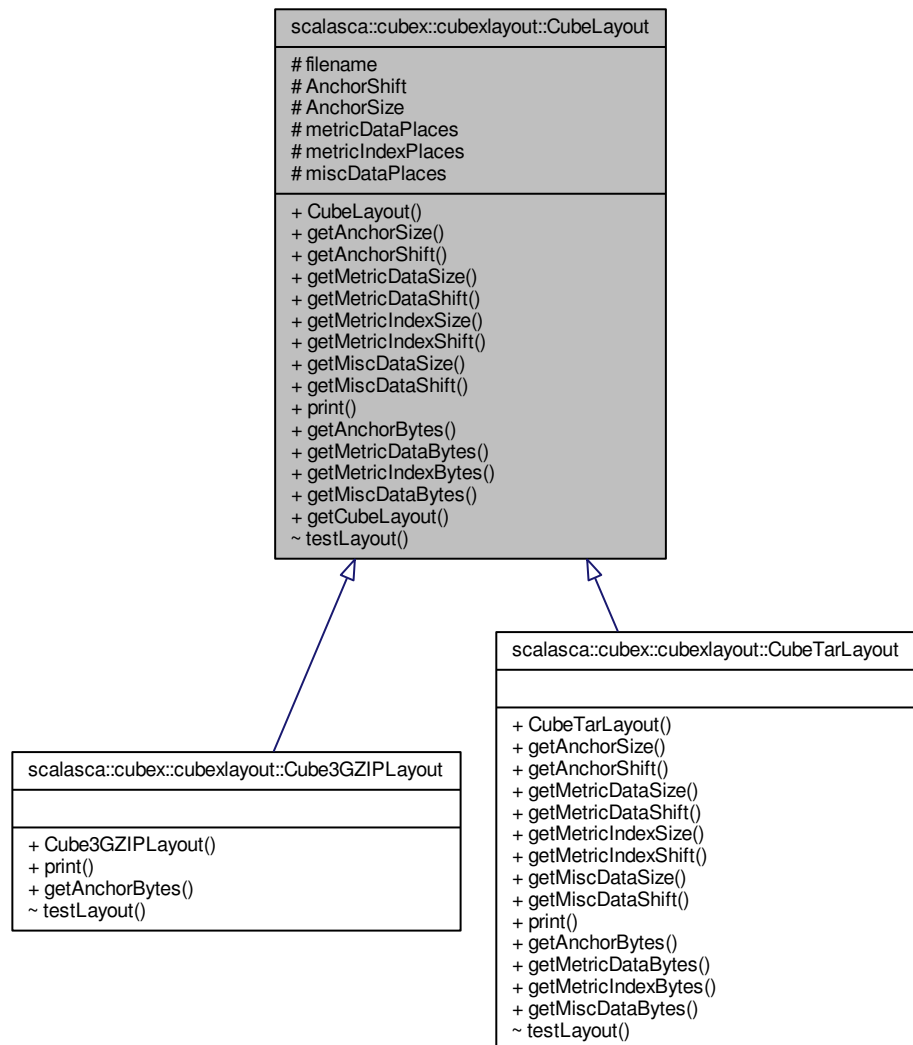 scalasca::cubex::cubexlayout::CubeLayout
# filename
# AnchorShift
# AnchorSize
# metricDataPlaces
# metricIndexPlaces
# miscDataPlaces
+ CubeLayout()
+ getAnchorSize()
+ getAnchorShift()
+ getMetricDataSize()
+ getMetricDataShift()
+ getMetricIndexSize()
+ getMetricIndexShift()
+ getMiscDataSize()
+ getMiscDataShift()
+ print()
+ getAnchorBytes()
+ getMetricDataBytes()
+ getMetricIndexBytes()
+ getMiscDataBytes()
+ getCubeLayout()
~ testLayout()
scalasca::cubex::cubexlayout::Cube3GZIPLayout
+ Cube3GZIPLayout()
+ print()
+ getAnchorBytes()
~ testLayout()
scalasca::cubex::cubexlayout::CubeTarLayout
+ CubeTarLayout()
+ getAnchorSize()
+ getAnchorShift()
+ getMetricDataSize()
+ getMetricDataShift()
+ getMetricIndexSize()
+ getMetricIndexShift()
+ getMiscDataSize()
+ getMiscDataShift()
+ print()
+ getAnchorBytes()
+ getMetricDataBytes()
+ getMetricIndexBytes()
+ getMiscDataBytes()
~ testLayout()